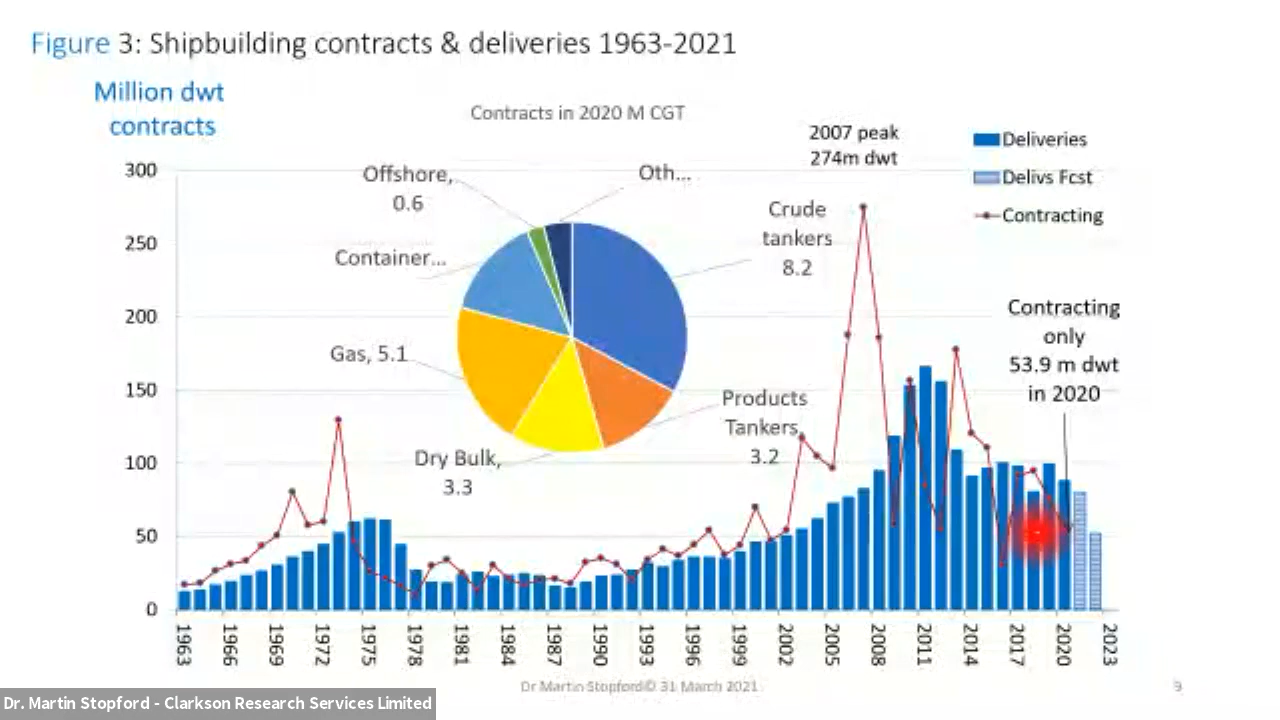 Figure 3: Shipbuilding contracts & deliveries 1963-2021
Million dwt
contracts
Contracts in 2020 M CGT
2007 peak
274m dwt
Deliveries
Delivs Fcst
Contracting
Offshore,
0.6
Oth...
Crude
tankers
8.2
Container...
Gas, 5.1
Products
Tankers,
3.2
Dry Bulk,
3.3
Contracting
only
53.9 m dwt
in 2020
300
250
200
150
100
50
0
1963
1966
1969
1972
1975
1978
1981
1984
1987
1990
1993
1996
1999
2002
2005
2008
2011
2014
2017
2020
2023
Dr Martin Stopford© 31 March 2021
9
Dr. Martin Stopford - Clarkson Research Services Limited